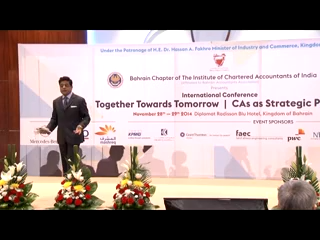 Under the Patronage of H.E. Dr. Hassan A. Fakhro Minister of Industry and Commerce, Kingdom
Bahrain Chapter of The Institute of Chartered Accountants of India
International Conference
Together Towards Tomorrow | CAs as Strategic P
November 28th - 29th 2014 Diplomat Radisson Blu Hotel, Kingdom of Bahrain
EVENT SPONSORS
Mercedes-Benz
KPMG
faec
pwc